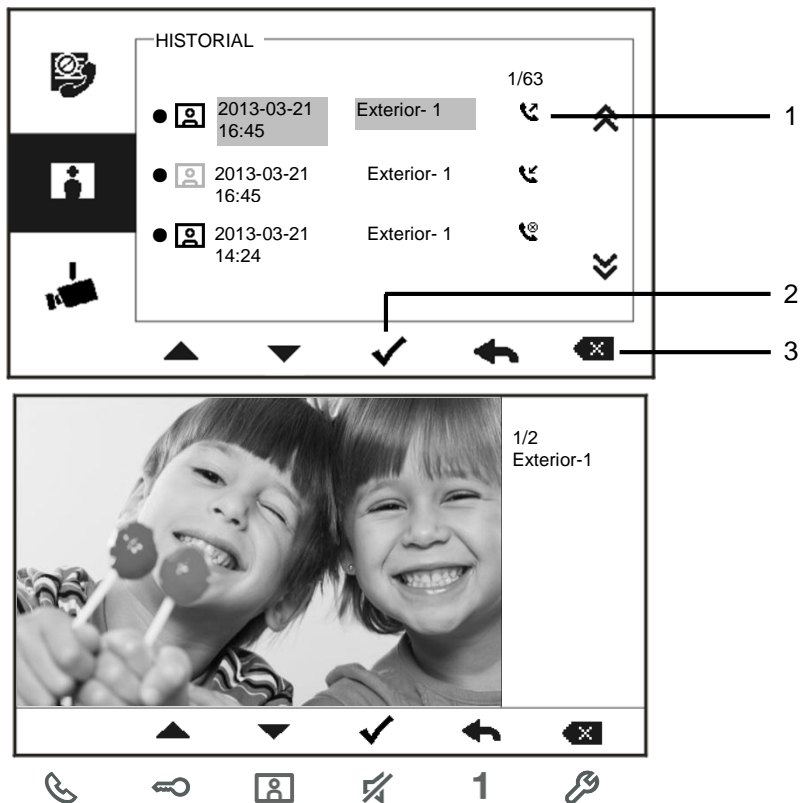 HISTORIAL
1/63
2013-03-21 Exterior- 1
16:45
1
2013-03-21 Exterior- 1
16:45
2013-03-21 Exterior- 1
14:24
2
3
1/2
Exterior-1
1